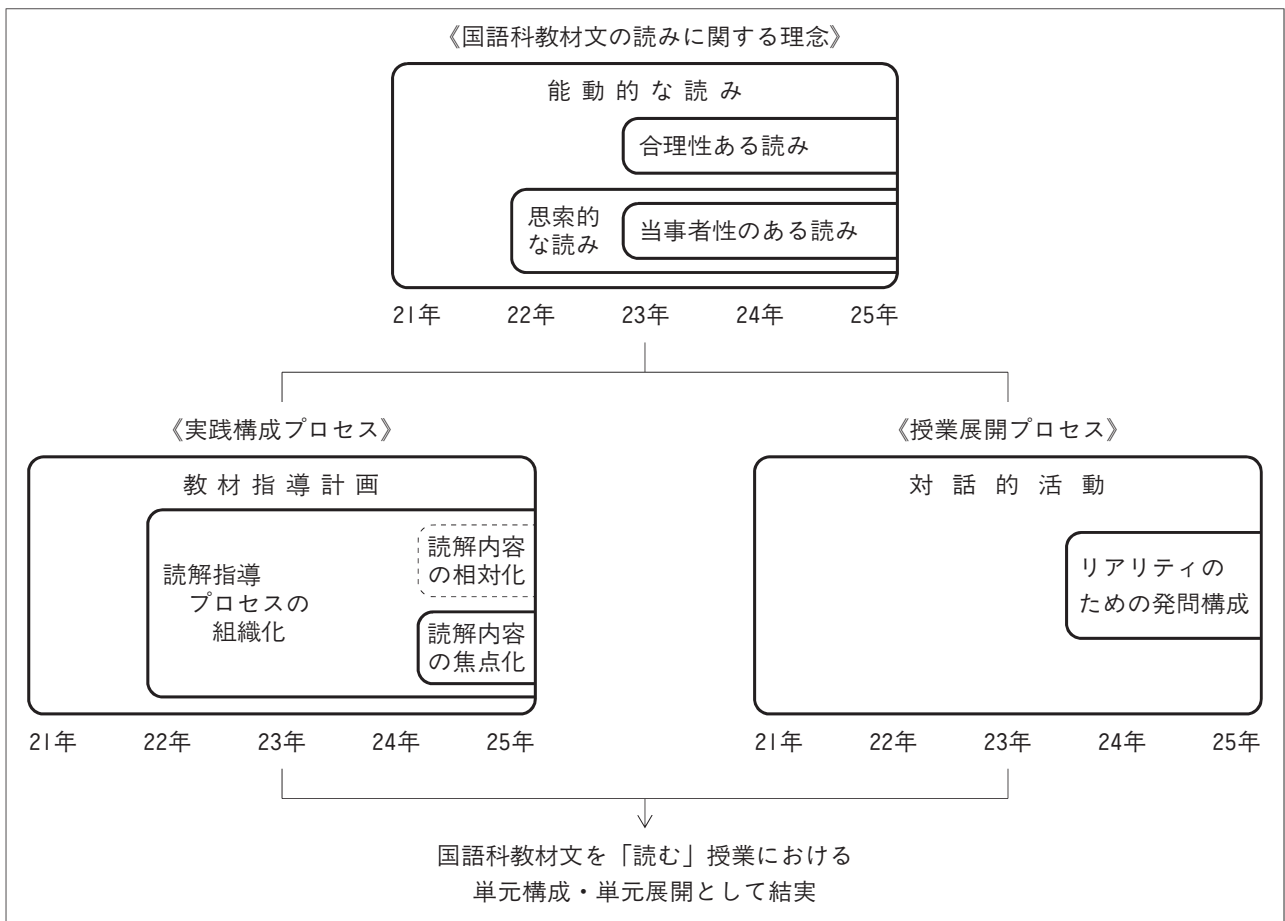 《国語科教材文の読みに関する理念》
能動的な読み
合理性ある読み
思索的
な読み
当事者性のある読み
21年 22年 23年 24年 25年
《実践構成プロセス》
教材指導計画
読解内容
の相対化
読解指導
プロセスの
組織化
読解内容
の焦点化
21年 22年 23年 24年 25年
《授業展開プロセス》
対話的活動
リアリティの
ための発問構成
21年 22年 23年 24年 25年
国語科教材文を「読む」授業における
単元構成・単元展開として結実